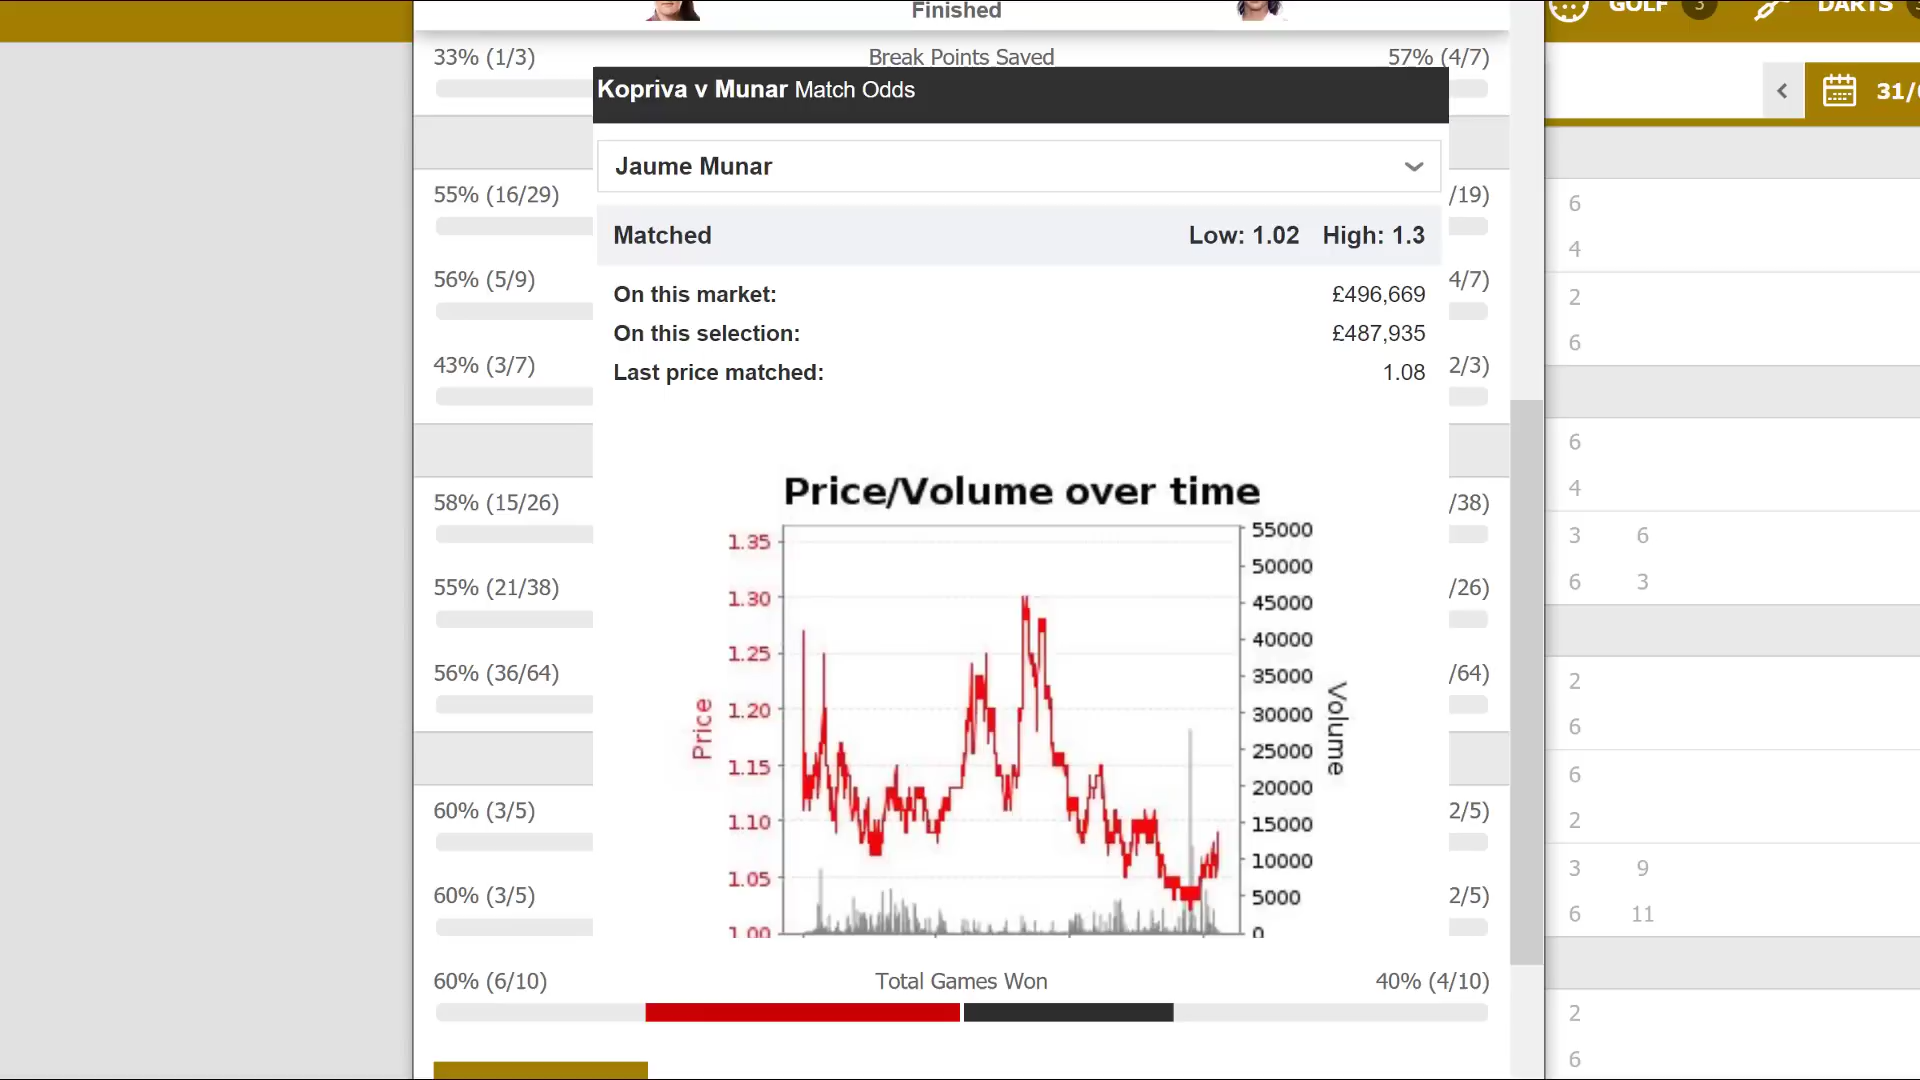 Finished
GOLF 3 DARTS
33% (1/3) Break Points Saved 57% (4/7)
Kopriva v Munar Match Odds
31/
Jaume Munar
55% (16/29) /19)
6
Matched Low: 1.02 High: 1.3
4
56% (5/9) 4/7)
On this market: £496,669
2
On this selection: £487,935
6
43% (3/7) 2/3)
Last price matched: 1.08
6
4
Price/Volume over time
58% (15/26) /38)
1.35
1.30
1.25
1.20
1.15
1.10
1.05
1.00
Price
55000
50000
45000
40000
35000
30000
25000
20000
15000
10000
5000
0
Volume
3 6
6 3
55% (21/38) /26)
56% (36/64) /64)
2
6
6
2
60% (3/5) 2/5)
3 9
60% (3/5) 2/5)
6 11
60% (6/10) Total Games Won 40% (4/10)
2
6